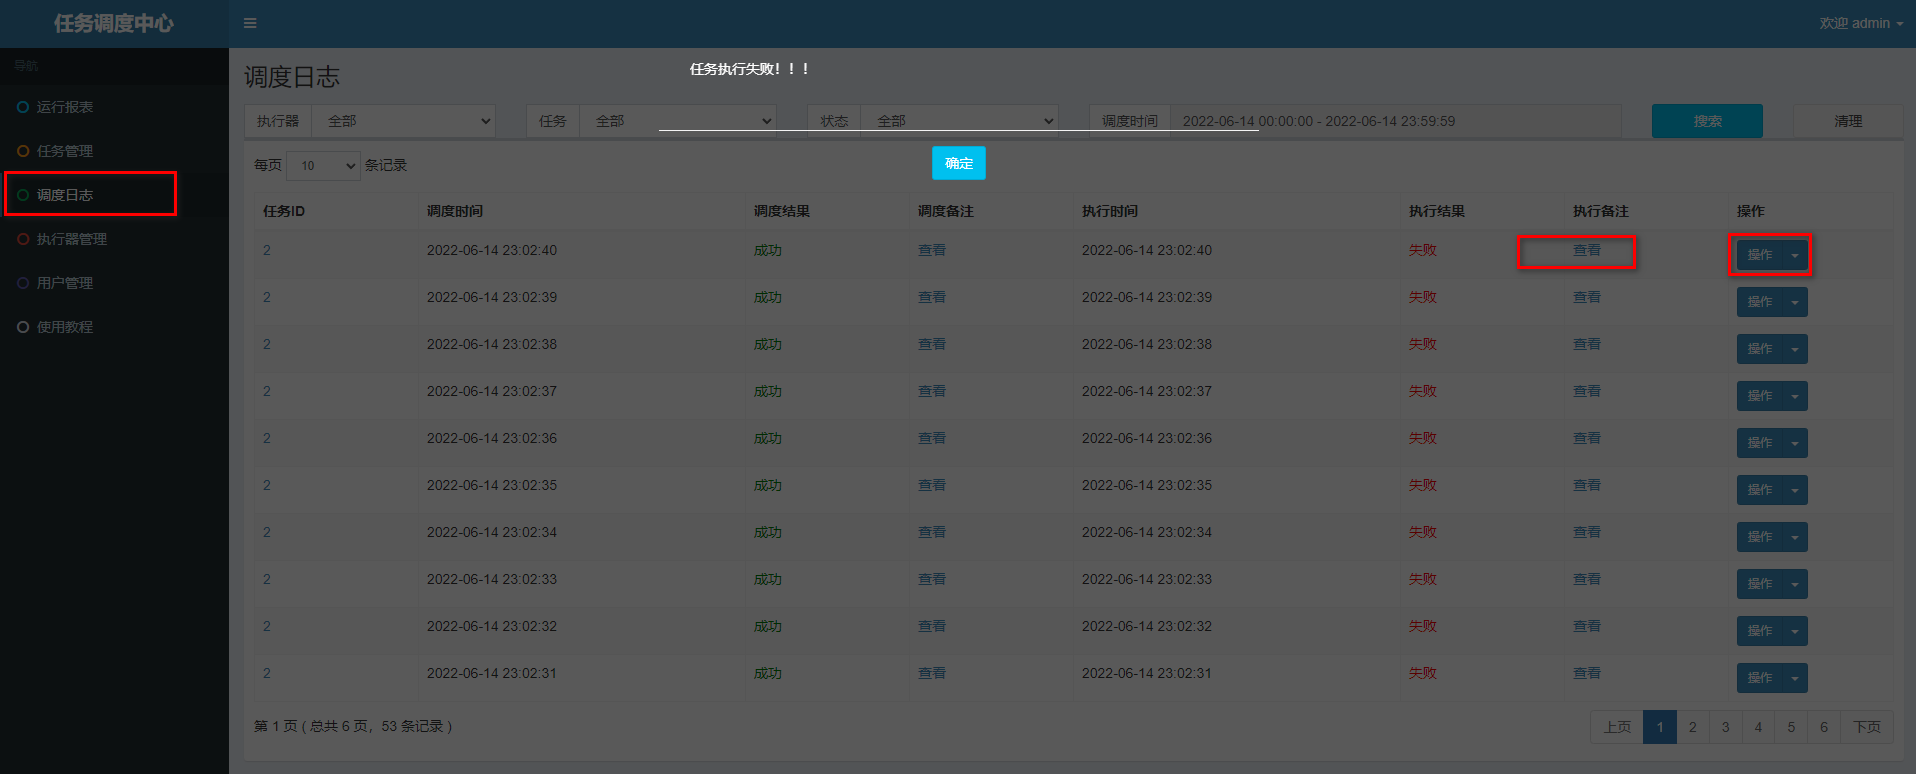 任务调度中心
欢迎 admin
导航
运行报表
任务管理
调度日志
执行器管理
用户管理
使用教程
调度日志
任务执行失败！！！
执行器 全部 任务 全部 状态 全部 调度时间 2022-06-14 00:00:00 - 2022-06-14 23:59:59 搜索 清理
确定
每页 10 条记录
任务ID 调度时间 调度结果 调度备注 执行时间 执行结果 执行备注 操作
2 2022-06-14 23:02:40 成功 查看 2022-06-14 23:02:40 失败 查看 操作
2 2022-06-14 23:02:39 成功 查看 2022-06-14 23:02:39 失败 查看 操作
2 2022-06-14 23:02:38 成功 查看 2022-06-14 23:02:38 失败 查看 操作
2 2022-06-14 23:02:37 成功 查看 2022-06-14 23:02:37 失败 查看 操作
2 2022-06-14 23:02:36 成功 查看 2022-06-14 23:02:36 失败 查看 操作
2 2022-06-14 23:02:35 成功 查看 2022-06-14 23:02:35 失败 查看 操作
2 2022-06-14 23:02:34 成功 查看 2022-06-14 23:02:34 失败 查看 操作
2 2022-06-14 23:02:33 成功 查看 2022-06-14 23:02:33 失败 查看 操作
2 2022-06-14 23:02:32 成功 查看 2022-06-14 23:02:32 失败 查看 操作
2 2022-06-14 23:02:31 成功 查看 2022-06-14 23:02:31 失败 查看 操作
第 1 页 ( 总共 6 页，53 条记录 )
上页 1 2 3 4 5 6 下页